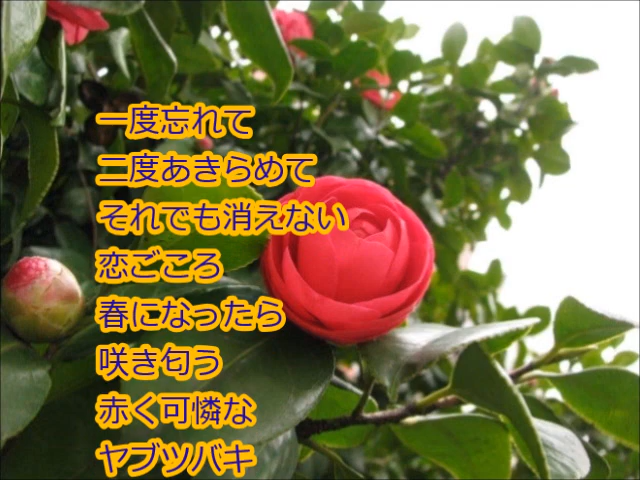 一度忘れて
二度あきらめて
それでも消えない
恋ごころ
春になったら
咲き匂う
赤く可憐な
ヤブツバキ